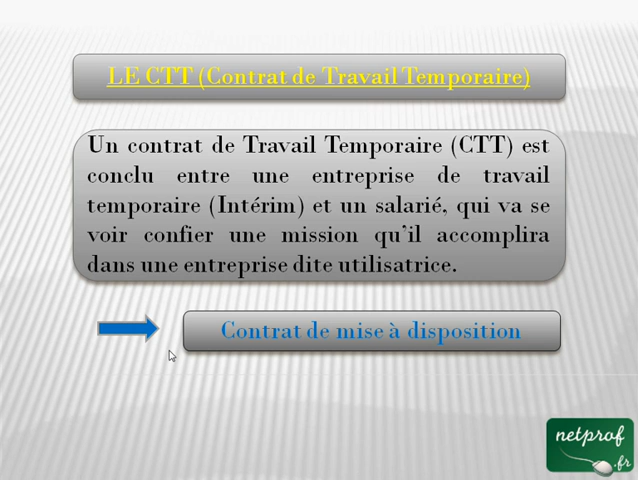 LE CTT (Contrat de Travail Temporaire)
Un contrat de Travail Temporaire (CTT) est
conclu entre une entreprise de travail
temporaire (Intérim) et un salarié, qui va se
voir confier une mission qu'il accomplira
dans une entreprise dite utilisatrice.
Contrat de mise à disposition
netprof
.fr